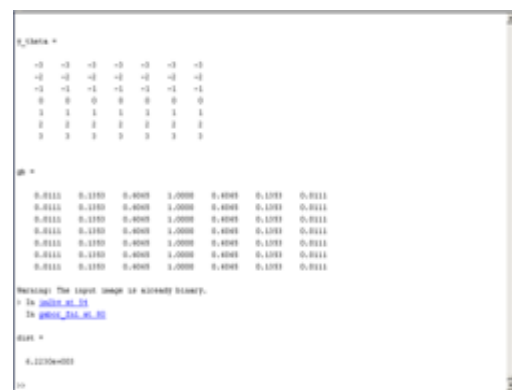 y_theta =
-3 -3 -3 -3 -3 -3 -3
-2 -2 -2 -2 -2 -2 -2
-1 -1 -1 -1 -1 -1 -1
0 0 0 0 0 0 0
1 1 1 1 1 1 1
2 2 2 2 2 2 2
3 3 3 3 3 3 3
gb =
0.0111 0.1353 0.6065 1.0000 0.6065 0.1353 0.0111
0.0111 0.1353 0.6065 1.0000 0.6065 0.1353 0.0111
0.0111 0.1353 0.6065 1.0000 0.6065 0.1353 0.0111
0.0111 0.1353 0.6065 1.0000 0.6065 0.1353 0.0111
0.0111 0.1353 0.6065 1.0000 0.6065 0.1353 0.0111
0.0111 0.1353 0.6065 1.0000 0.6065 0.1353 0.0111
0.0111 0.1353 0.6065 1.0000 0.6065 0.1353 0.0111
Warning: The input image is already binary.
> In im2bw at
In at
dist =
>>